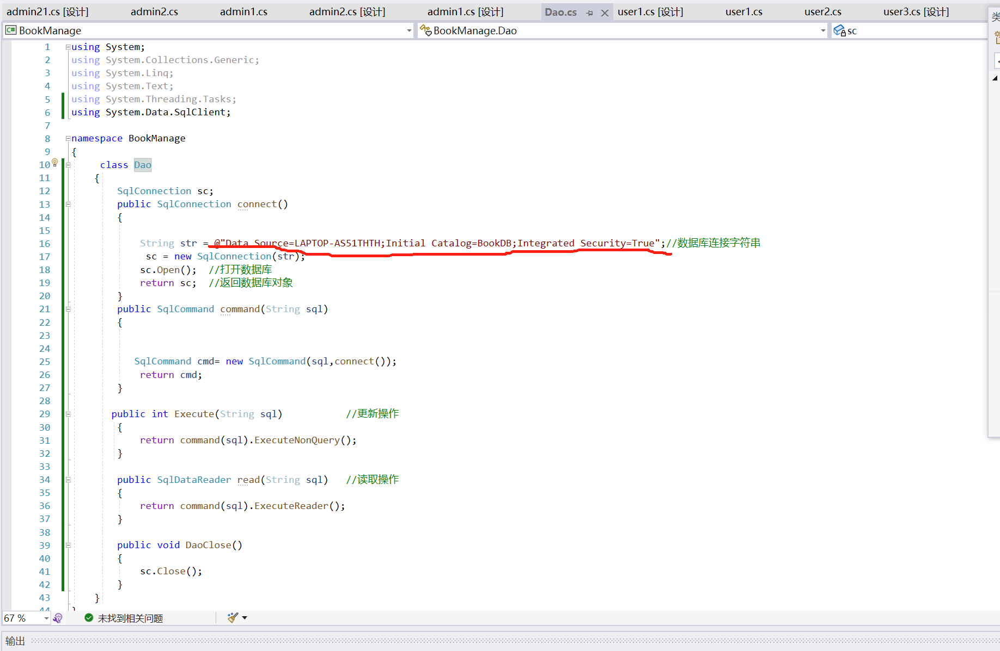 admin21.cs [设计] admin2.cs admin1.cs admin2.cs [设计] admin1.cs [设计] Dao.cs user1.cs [设计] user1.cs user2.cs user3.cs [设计]
类
C# BookManage BookManage.Dao sc
1 using System;
2 using System.Collections.Generic;
3 using System.Linq;
4 using System.Text;
5 using System.Threading.Tasks;
6 using System.Data.SqlClient;
7
8 namespace BookManage
9 {
10 class Dao
11 {
12 SqlConnection sc;
13 public SqlConnection connect()
14 {
15
16 String str = @"Data Source=LAPTOP-AS51THTH;Initial Catalog=BookDB;Integrated Security=True";//数据库连接字符串
17 sc = new SqlConnection(str);
18 sc.Open(); //打开数据库
19 return sc; //返回数据库对象
20 }
21 public SqlCommand command(String sql)
22 {
23
24
25 SqlCommand cmd= new SqlCommand(sql,connect());
26 return cmd;
27 }
28
29 public int Execute(String sql) //更新操作
30 {
31 return command(sql).ExecuteNonQuery();
32 }
33
34 public SqlDataReader read(String sql) //读取操作
35 {
36 return command(sql).ExecuteReader();
37 }
38
39 public void DaoClose()
40 {
41 sc.Close();
42 }
43 }
44 }
67 % 未找到相关问题
输出